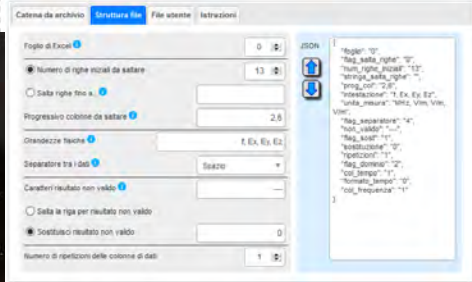 Catena da archivio Struttura file File utente Istruzioni
Foglio di Excel 0
Numero di righe iniziali da saltare 13
Salta righe fino a.. 
Progressivo colonne da saltare 2,6
Grandezze fisiche f, Ex, Ey, Ez
Separatore tra i dati Spazio
Caratteri risultato non valido ---
Salta la riga per risultato non valido
Sostituisci risultato non valido 0
Numero di ripetizioni delle colonne di dati 1
JSON
{
"foglio": "0",
"flag_salta_righe": "0",
"num_righe_iniziali": "13",
"stringa_salta_righe": "",
"prog_col": "2,6",
"intestazione": "f, Ex, Ey, Ez",
"unita_misura": "MHz, V/m, V/m,
V/m",
"flag_separatore": "4",
"non_valido": "---",
"flag_sost": "1",
"sostituzione": "0",
"ripetizioni": "1",
"flag_dominio": "2",
"col_tempo": "1",
"formato_tempo": "0",
"col_frequenza": "1"
}